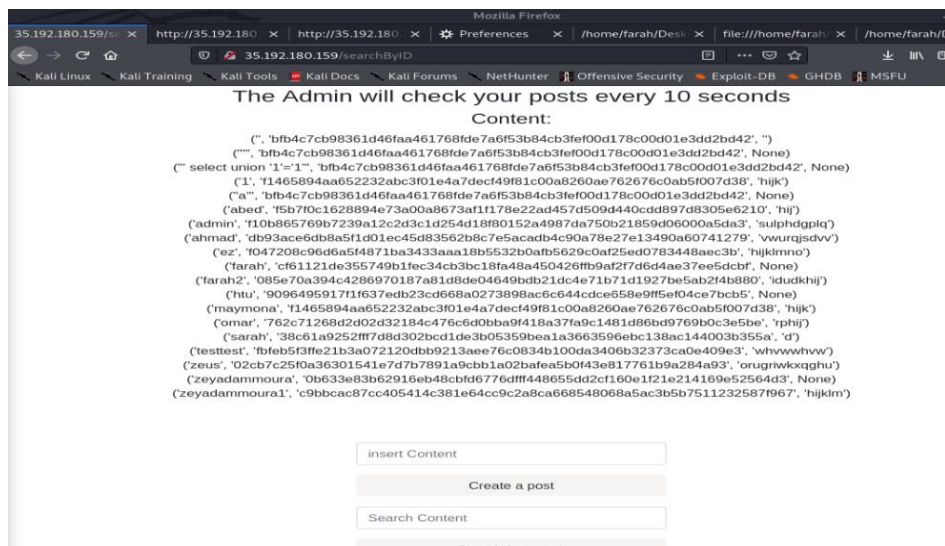 Mozilla Firefox
35.192.180.159/se × http://35.192.180. × http://35.192.180. × Preferences × /home/farah/Desk × file:///home/farah/ × /home/farah/D
35.192.180.159/searchByID
Kali Linux Kali Training Kali Tools Kali Docs Kali Forums NetHunter Offensive Security Exploit-DB GHDB MSFU
The Admin will check your posts every 10 seconds
Content:
('', 'bfb4c7cb98361d46faa461768fde7a6f53b84cb3fef00d178c00d01e3dd2bd42', '')
('"'", 'bfb4c7cb98361d46faa461768fde7a6f53b84cb3fef00d178c00d01e3dd2bd42', None)
("' select union '1'='1'", 'bfb4c7cb98361d46faa461768fde7a6f53b84cb3fef00d178c00d01e3dd2bd42', None)
('1', 'f1465894aa652232abc3f01e4a7decf49f81c00a8260ae762676c0ab5f007d38', 'hijk')
("a'", 'bfb4c7cb98361d46faa461768fde7a6f53b84cb3fef00d178c00d01e3dd2bd42', None)
('abed', 'f5b7f0c1628894e73a00a8673af1f178e22ad457d509d440cdd897d8305e6210', 'hij')
('admin', 'f10b865769b7239a12c2d3c1d254d18f80152a4987da750b21859d06000a5da3', 'sulphdgplq')
('ahmad', 'db93ace6db8a5f1d01ec45d83562b8c7e5acadb4c90a78e27e13490a60741279', 'vwurqjsdvv')
('ez', 'f047208c96d6a5f4871ba3433aaa18b5532b0afb5629c0af25ed0783448aec3b', 'hijklmno')
('farah', 'cf61121de355749b1fec34cb3bc18fa48a450426ffb9af2f7d6d4ae37ee5dcbf', None)
('farah2', '085e70a394c4286970187a81d8de04649bdb21dc4e71b71d1927be5ab2f4b880', 'idudkhij')
('htu', '9096495917f1f637edb23cd668a0273898ac6c644cdce658e9ff5ef04ce7bcb5', None)
('maymona', 'f1465894aa652232abc3f01e4a7decf49f81c00a8260ae762676c0ab5f007d38', 'hijk')
('omar', '762c71268d2d02d32184c476c6d0bba9f418a37fa9c1481d86bd9769b0c3e5be', 'rphij')
('sarah', '38c61a9252fff7d8d302bcd1de3b05359bea1a3663596ebc138ac144003b355a', 'd')
('testtest', 'fbfeb5f3ffe21b3a072120dbb9213aee76c0834b100da3406b32373ca0e409e3', 'whvwwhvw')
('zeus', '02cb7c25f0a36301541e7d7b7891a9cbb1a02bafea5b0f43e817761b9a284a93', 'orugriwkxqghu')
('zeyadammoura', '0b633e83b62916eb48cbfd6776dfff448655dd2cf160e1f21e214169e52564d3', None)
('zeyadammoura1', 'c9bbcac87cc405414c381e64cc9c2a8ca668548068a5ac3b5b7511232587f967', 'hijklm')
insert Content
Create a post
Search Content